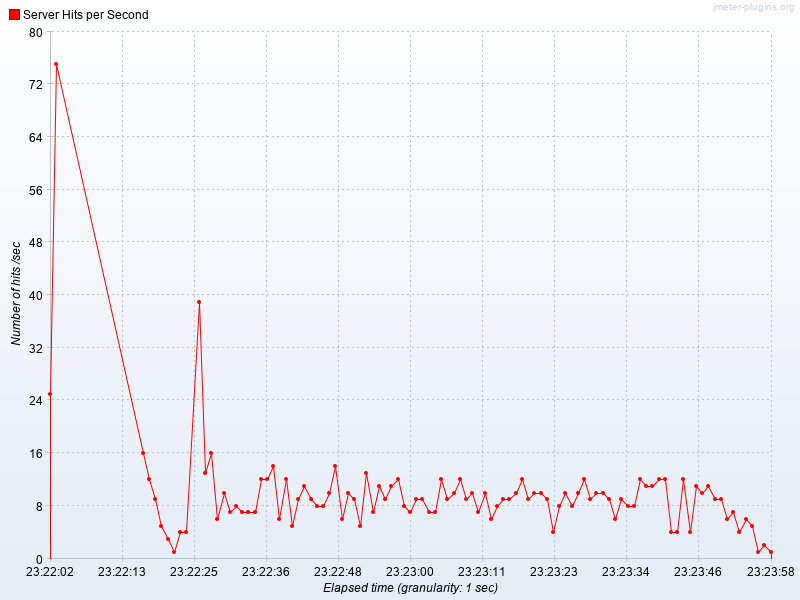 jmeter-plugins.org
Server Hits per Second
80
72
64
56
48
40
32
24
16
8
0
Number of hits /sec
23:22:02 23:22:13 23:22:25 23:22:36 23:22:48 23:23:00 23:23:11 23:23:23 23:23:34 23:23:46 23:23:58
Elapsed time (granularity: 1 sec)